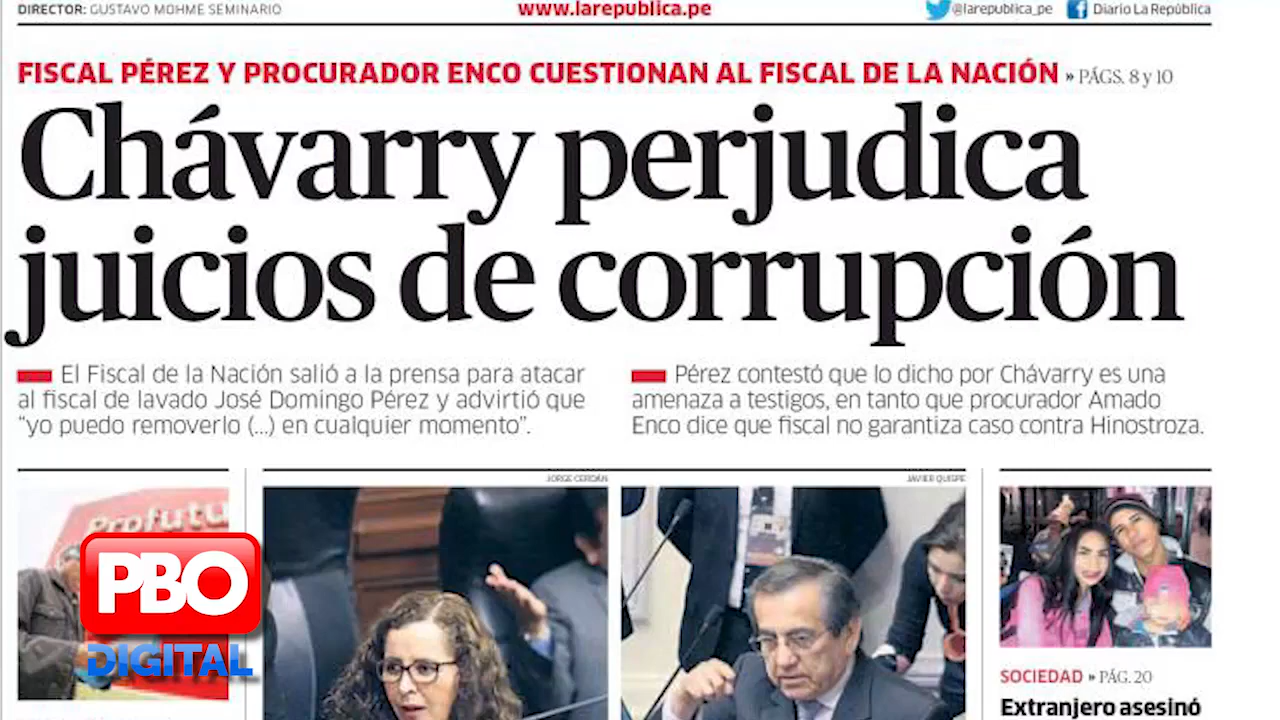 DIRECTOR: GUSTAVO MOHME SEMINARIO
www.larepublica.pe
@larepublica_pe
Diario La República
FISCAL PÉREZ Y PROCURADOR ENCO CUESTIONAN AL FISCAL DE LA NACIÓN » PÁGS. 8 y 10
Chávarry perjudica
juicios de corrupción
El Fiscal de la Nación salió a la prensa para atacar
al fiscal de lavado José Domingo Pérez y advirtió que
“yo puedo removerlo (...) en cualquier momento”.
Pérez contestó que lo dicho por Chávarry es una
amenaza a testigos, en tanto que procurador Amado
Enco dice que fiscal no garantiza caso contra Hinostroza.
JORGE CERDÁN
JAVIER QUISPE
Profutu
PBO
DIGITAL
SOCIEDAD » PÁG. 20
Extranjero asesinó